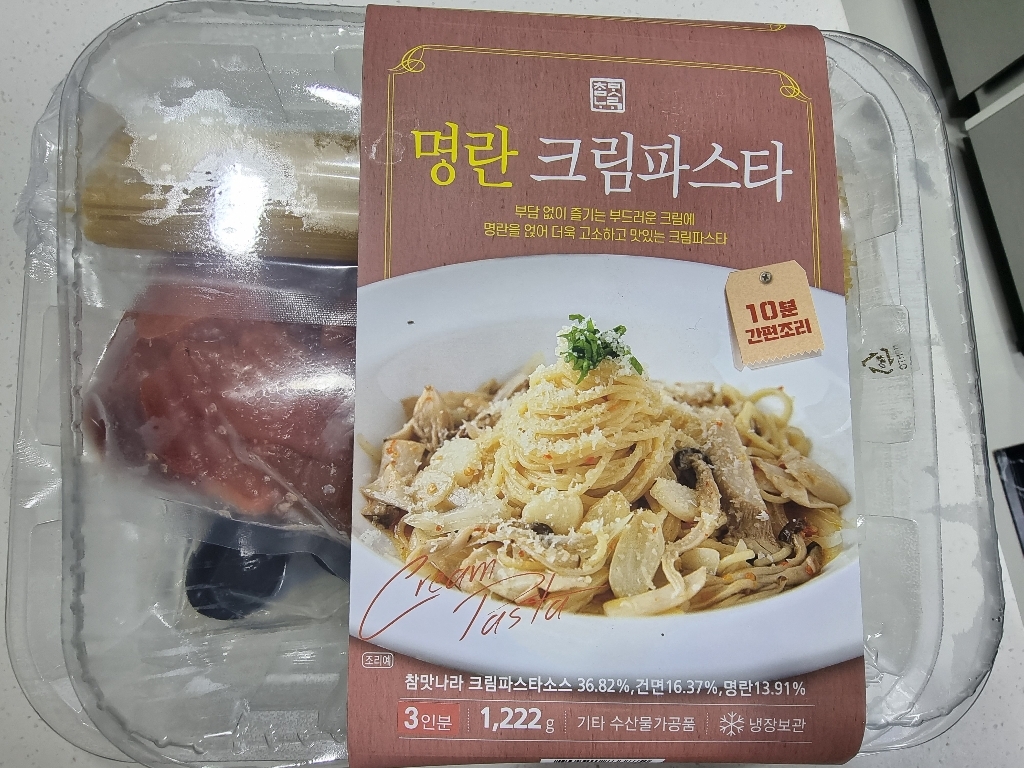 명란 크림파스타
부담 없이 즐기는 부드러운 크림에
명란을 얹어 더욱 고소하고 맛있는 크림파스타
10분
간편조리
Cream
Pasta
조리예
참맛나라 크림파스타소스 36.82%,건면16.37%,명란13.91%
3인분 1,222g 기타 수산물가공품 냉장보관